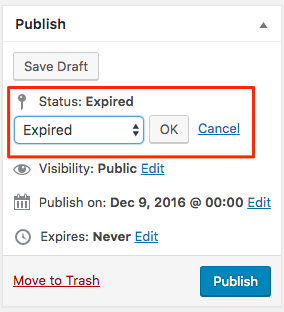 Publish
Save Draft
Status: Expired
Expired OK Cancel
Visibility: Public Edit
Publish on: Dec 9, 2016 @ 00:00 Edit
Expires: Never Edit
Move to Trash Publish